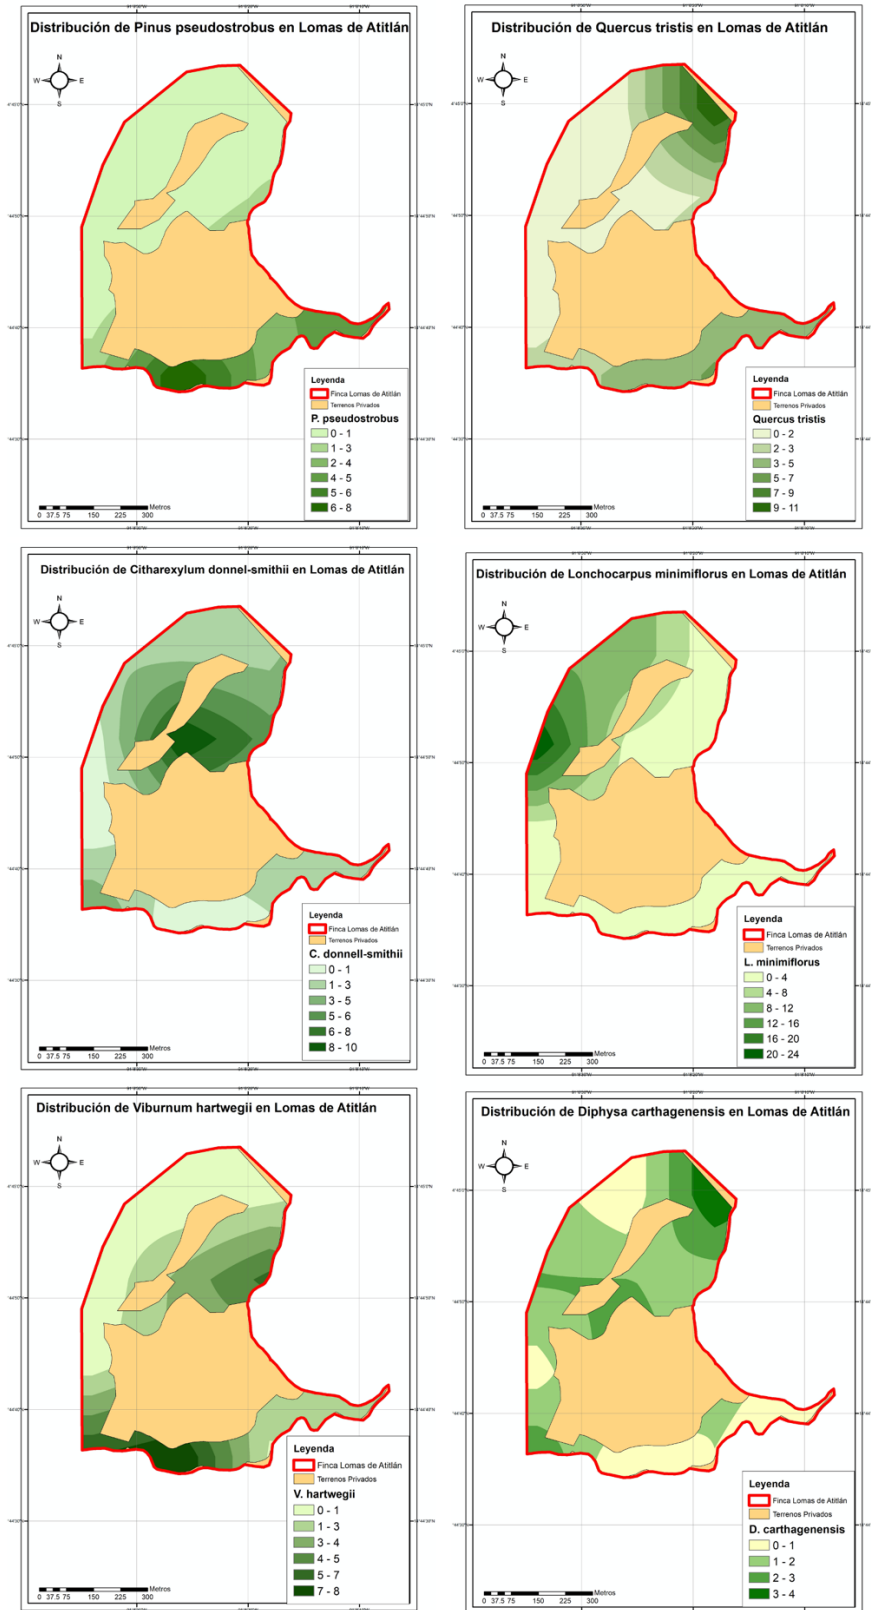 Distribución de Pinus pseudostrobus en Lomas de Atitlán
N
W E
S
Leyenda
Finca Lomas de Atitlán
Terrenos Privados
P. pseudostrobus
0 - 1
1 - 3
2 - 4
4 - 5
5 - 6
6 - 8
Metros
0 37.5 75 150 225 300
Distribución de Quercus tristis en Lomas de Atitlán
N
W E
S
Leyenda
Finca Lomas de Atitlán
Terrenos Privados
Quercus tristis
0 - 2
2 - 3
3 - 5
5 - 7
7 - 9
9 - 11
Metros
0 37.5 75 150 225 300
Distribución de Citharexylum donnel-smithii en Lomas de Atitlán
N
W E
S
Leyenda
Finca Lomas de Atitlán
Terrenos Privados
C. donnell-smithii
0 - 1
1 - 3
3 - 5
5 - 6
6 - 8
8 - 10
Metros
0 37.5 75 150 225 300
Distribución de Lonchocarpus minimiflorus en Lomas de Atitlán
N
W E
S
Leyenda
Finca Lomas de Atitlán
Terrenos Privados
L. minimiflorus
0 - 4
4 - 8
8 - 12
12 - 16
16 - 20
20 - 24
Metros
0 37.5 75 150 225 300
Distribución de Viburnum hartwegii en Lomas de Atitlán
N
W E
S
Leyenda
Finca Lomas de Atitlán
Terrenos Privados
V. hartwegii
0 - 1
1 - 3
3 - 4
4 - 5
5 - 7
7 - 8
Metros
0 37.5 75 150 225 300
Distribución de Diphysa carthagenensis en Lomas de Atitlán
N
W E
S
Leyenda
Finca Lomas de Atitlán
Terrenos Privados
D. carthagenensis
0 - 1
1 - 2
2 - 3
3 - 4
Metros
0 37.5 75 150 225 300